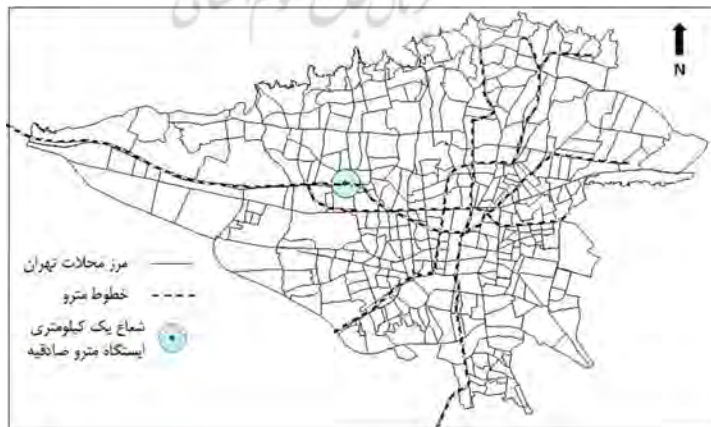 N
مرز محلات تهران
خطوط مترو
شعاع یک کیلومتری
ایستگاه مترو صادقیه